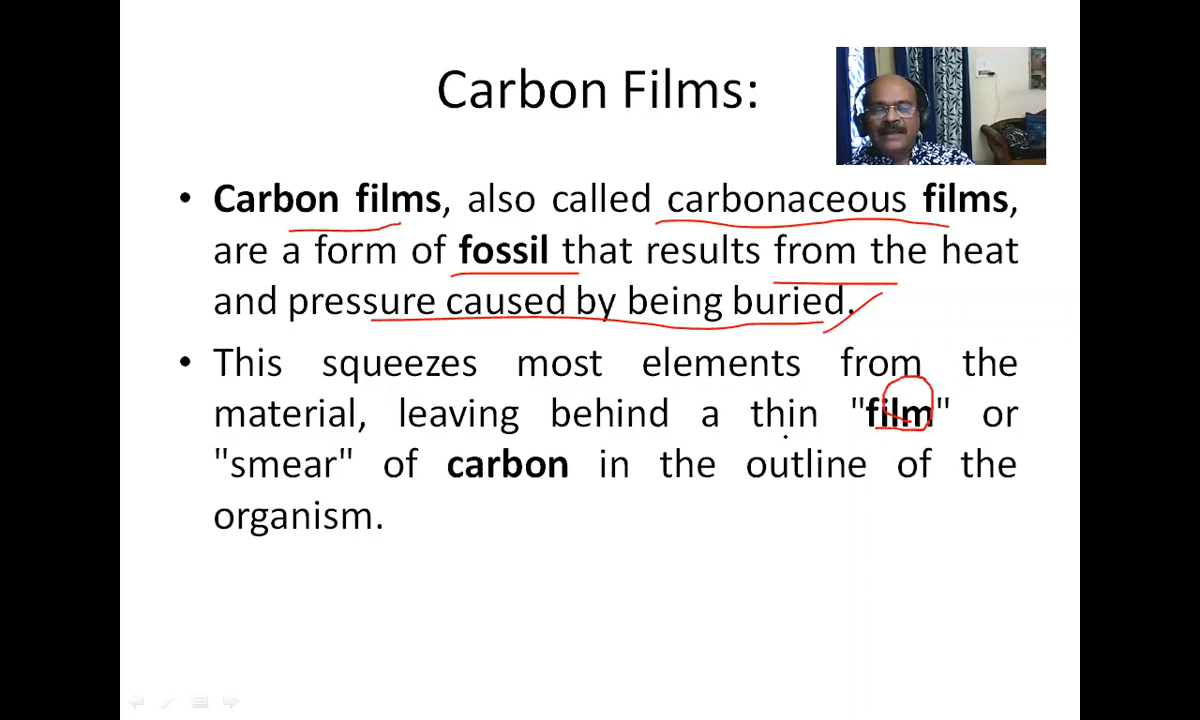 Carbon Films:
• Carbon films, also called carbonaceous films,
are a form of fossil that results from the heat
and pressure caused by being buried.
• This squeezes most elements from the
material, leaving behind a thin "film" or
"smear" of carbon in the outline of the
organism.